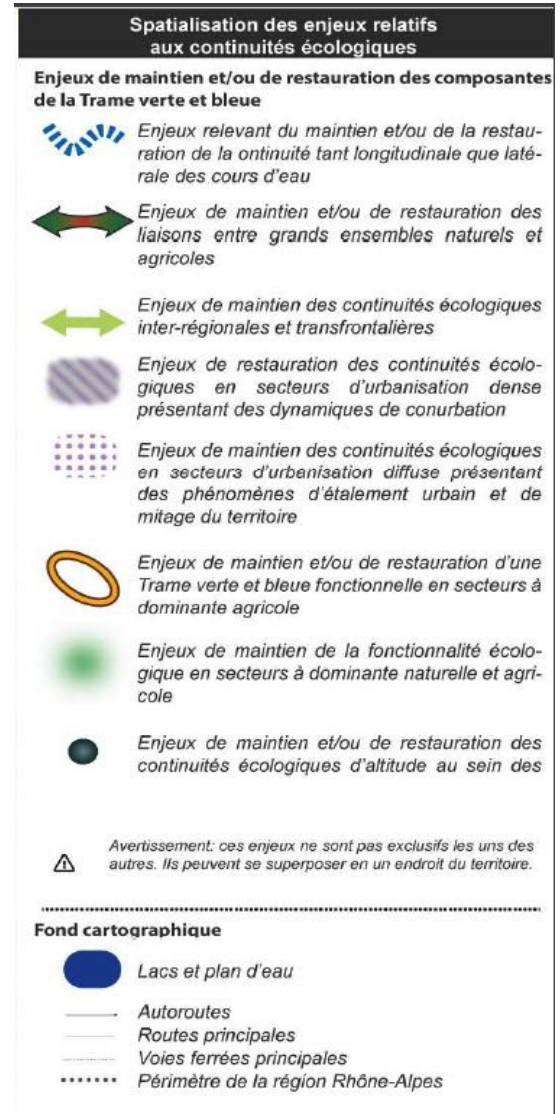 Spatialisation des enjeux relatifs
aux continuités écologiques
Enjeux de maintien et/ou de restauration des composantes
de la Trame verte et bleue
Enjeux relevant du maintien et/ou de la restau-
ration de la ontinuité tant longitudinale que laté-
rale des cours d'eau
Enjeux de maintien et/ou de restauration des
liaisons entre grands ensembles naturels et
agricoles
Enjeux de maintien des continuités écologiques
inter-régionales et transfrontalières
Enjeux de restauration des continuités écolo-
giques en secteurs d'urbanisation dense
présentant des dynamiques de conurbation
Enjeux de maintien des continuités écologiques
en secteurs d'urbanisation diffuse présentant
des phénomènes d'étalement urbain et de
mitage du territoire
Enjeux de maintien et/ou de restauration d'une
Trame verte et bleue fonctionnelle en secteurs à
dominante agricole
Enjeux de maintien de la fonctionnalité écolo-
gique en secteurs à dominante naturelle et agri-
cole
Enjeux de maintien et/ou de restauration des
continuités écologiques d'altitude au sein des
Avertissement: ces enjeux ne sont pas exclusifs les uns des
autres. Ils peuvent se superposer en un endroit du territoire.
Fond cartographique
Lacs et plan d'eau
Autoroutes
Routes principales
Voies ferrées principales
Périmètre de la région Rhône-Alpes